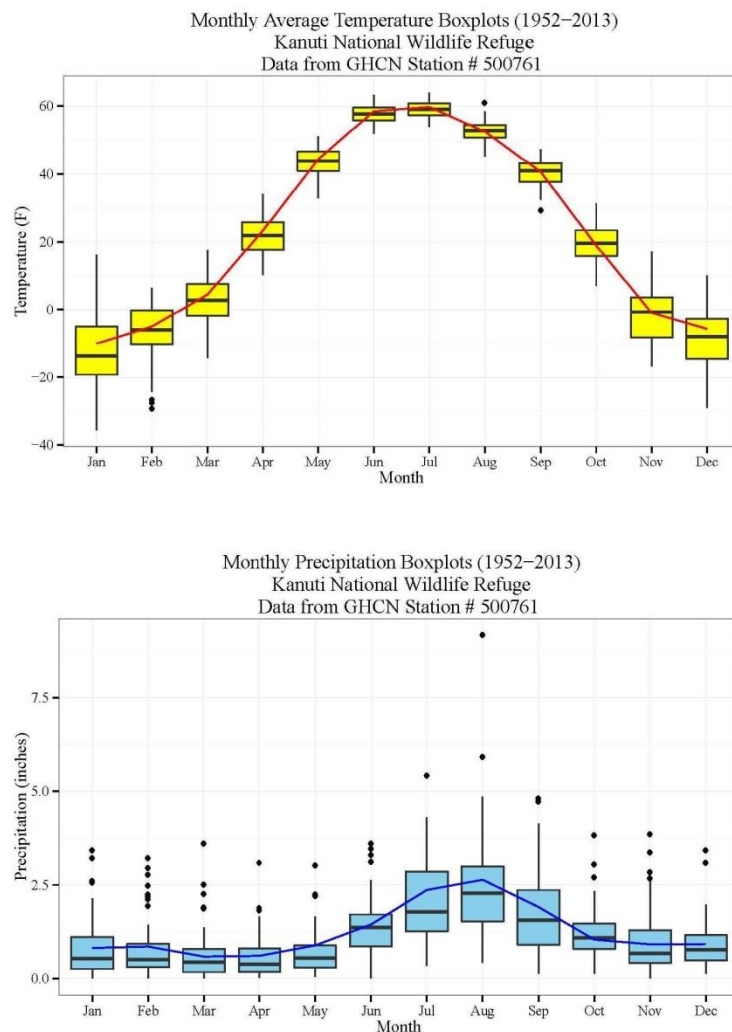 Monthly Average Temperature Boxplots (1952−2013)
Kanuti National Wildlife Refuge
Data from GHCN Station # 500761
Temperature (F)
60
40
20
0
−20
−40
Jan Feb Mar Apr May Jun Jul Aug Sep Oct Nov Dec
Month
Monthly Precipitation Boxplots (1952−2013)
Kanuti National Wildlife Refuge
Data from GHCN Station # 500761
Precipitation (inches)
7.5
5.0
2.5
0.0
Jan Feb Mar Apr May Jun Jul Aug Sep Oct Nov Dec
Month